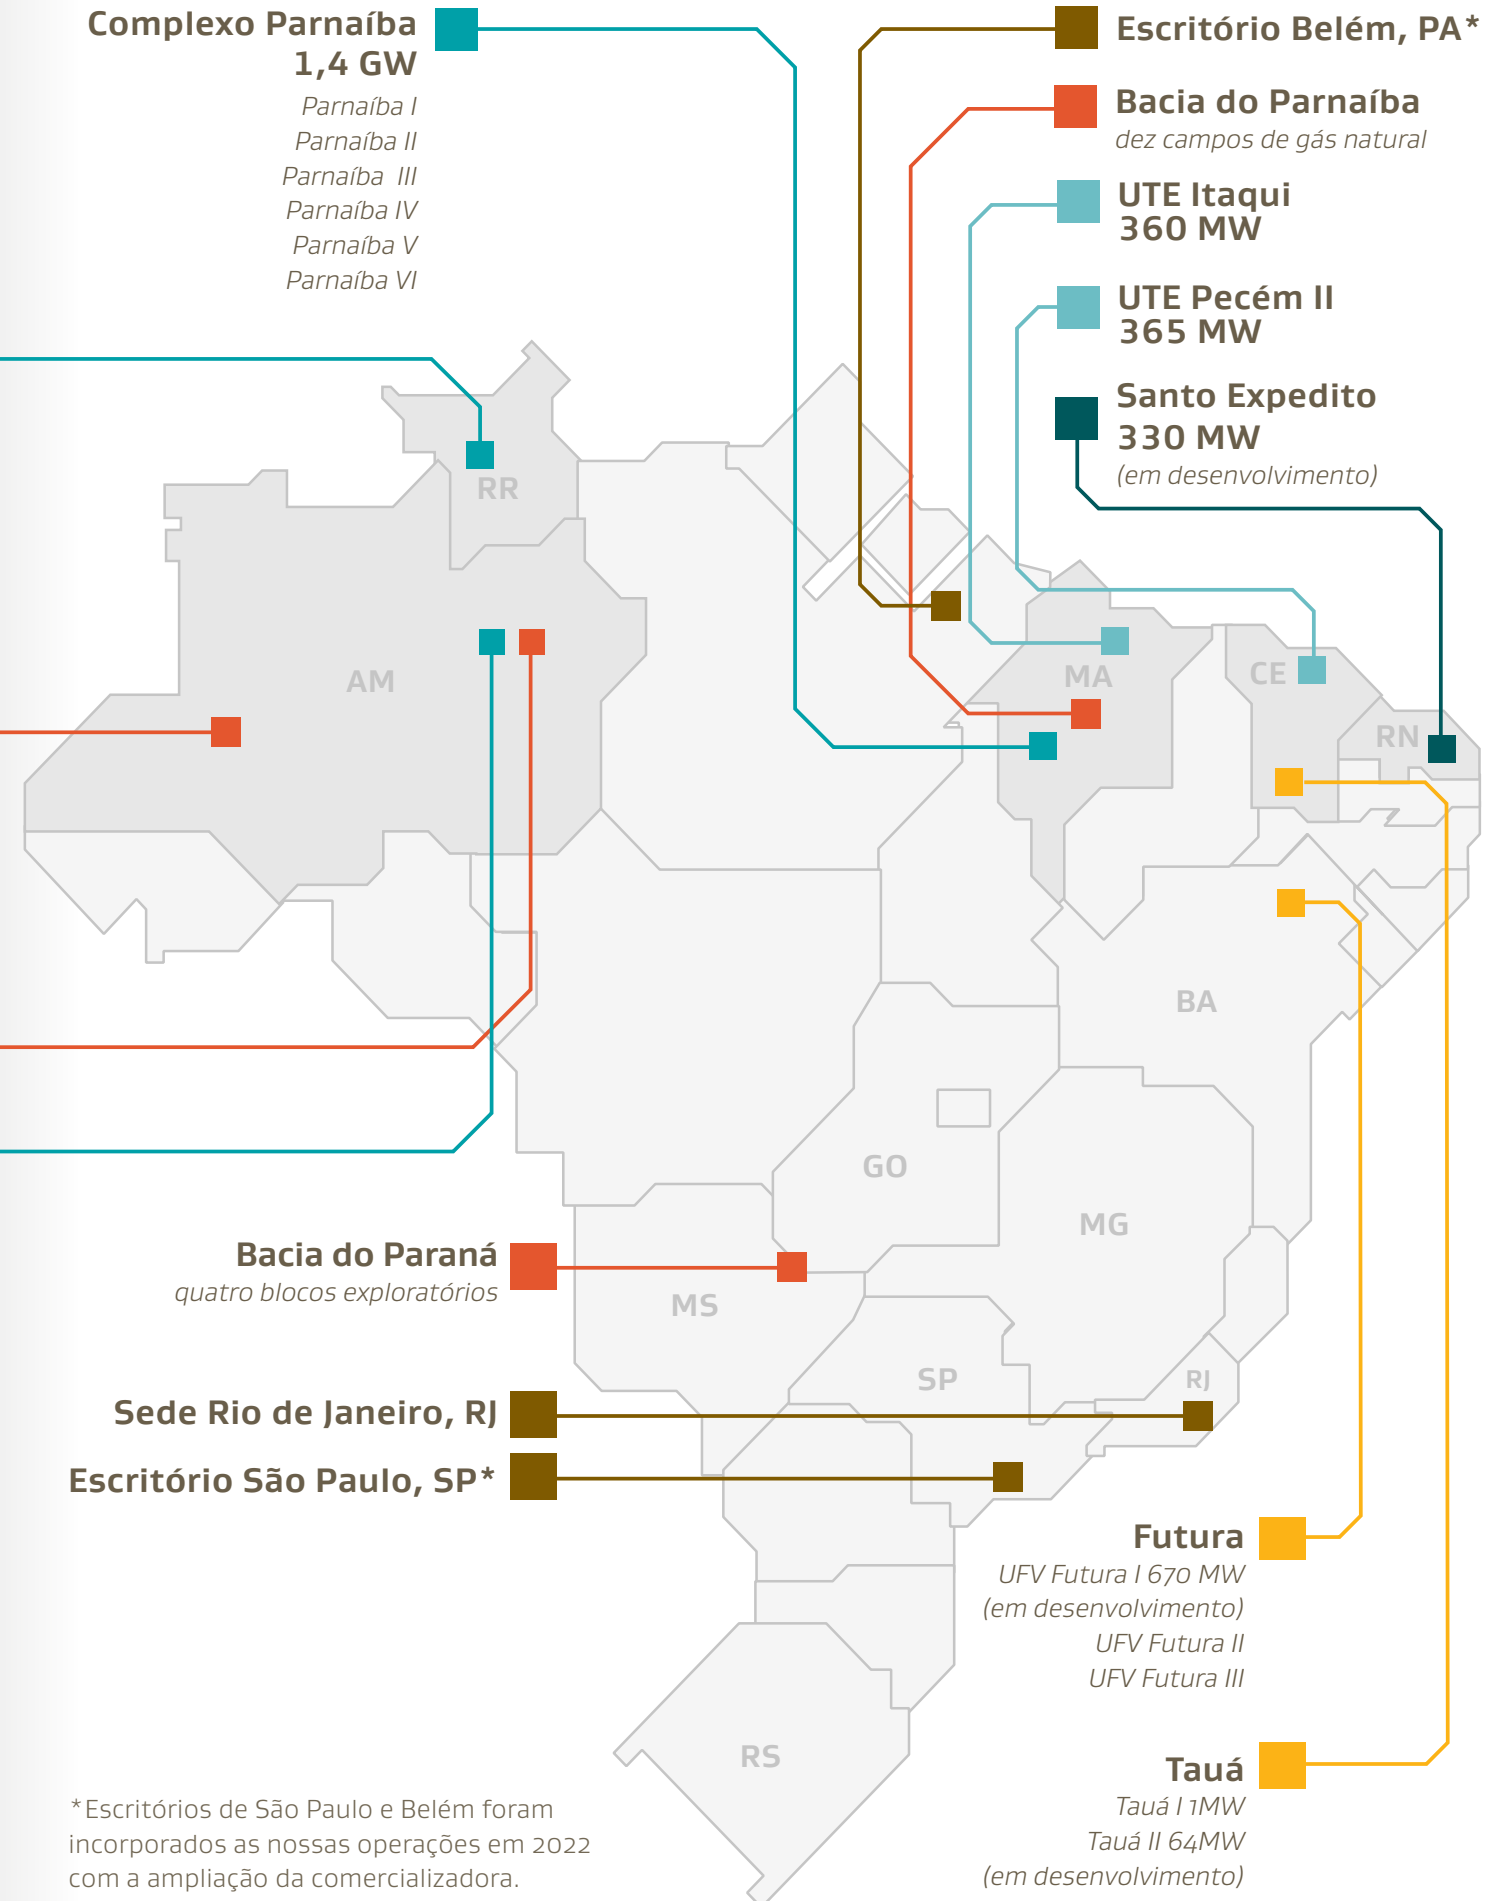 Complexo Parnaíba
1,4 GW
Parnaíba I
Parnaíba II
Parnaíba III
Parnaíba IV
Parnaíba V
Parnaíba VI
Escritório Belém, PA*
Bacia do Parnaíba
dez campos de gás natural
UTE Itaqui
360 MW
UTE Pecém II
365 MW
Santo Expedito
330 MW
(em desenvolvimento)
RR
AM
MA
CE
RN
BA
GO
MG
MS
SP
RJ
RS
Bacia do Paraná
quatro blocos exploratórios
Sede Rio de Janeiro, RJ
Escritório São Paulo, SP*
Futura
UFV Futura I 670 MW
(em desenvolvimento)
UFV Futura II
UFV Futura III
Tauá
Tauá I 1MW
Tauá II 64MW
(em desenvolvimento)
*Escritórios de São Paulo e Belém foram
incorporados as nossas operações em 2022
com a ampliação da comercializadora.